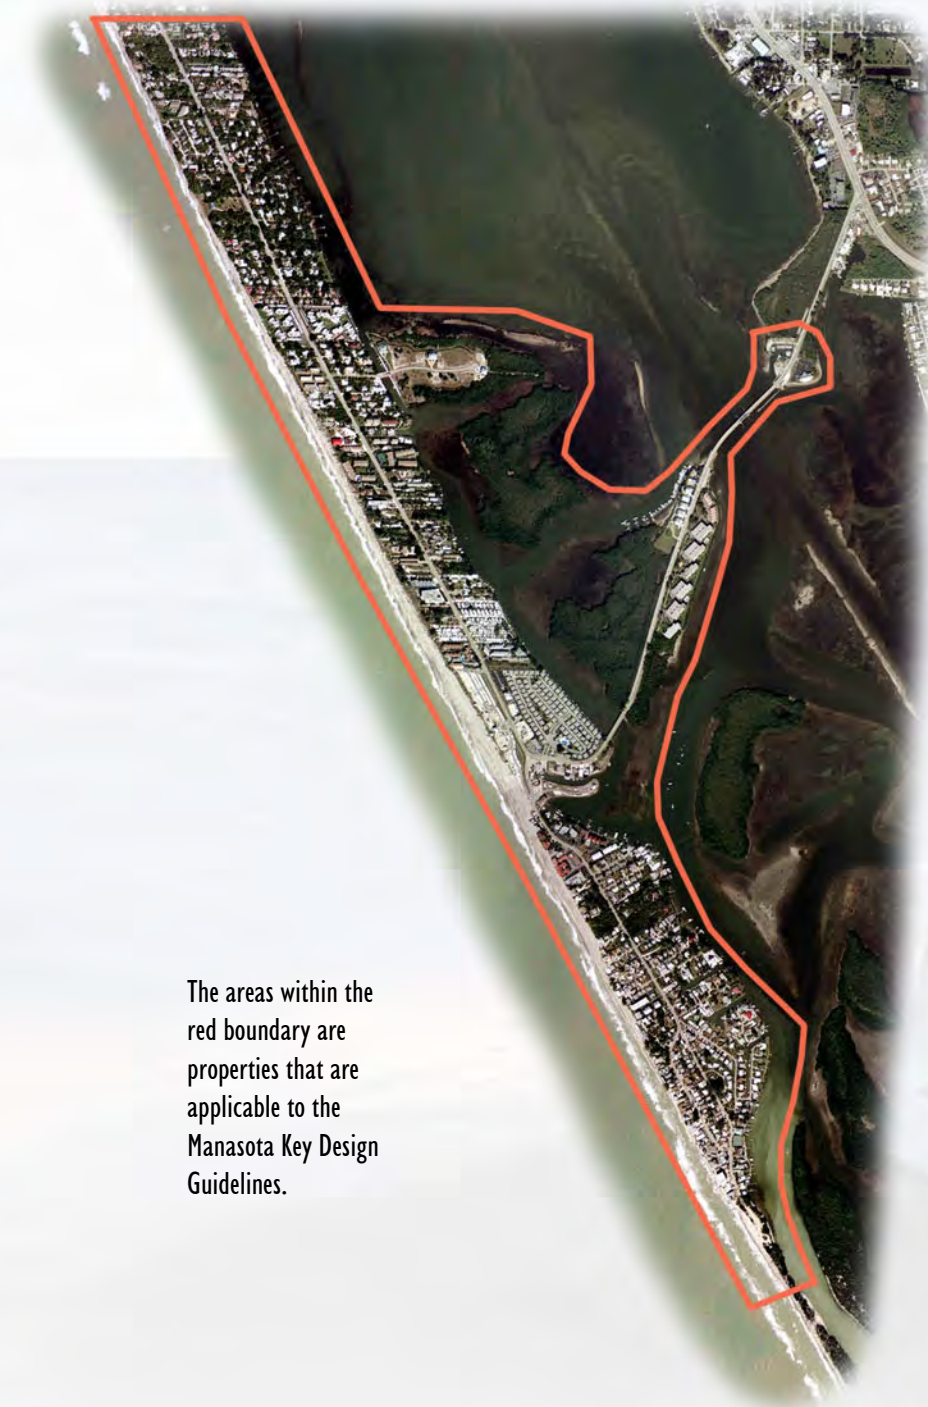 The areas within the
red boundary are
properties that are
applicable to the
Manasota Key Design
Guidelines.